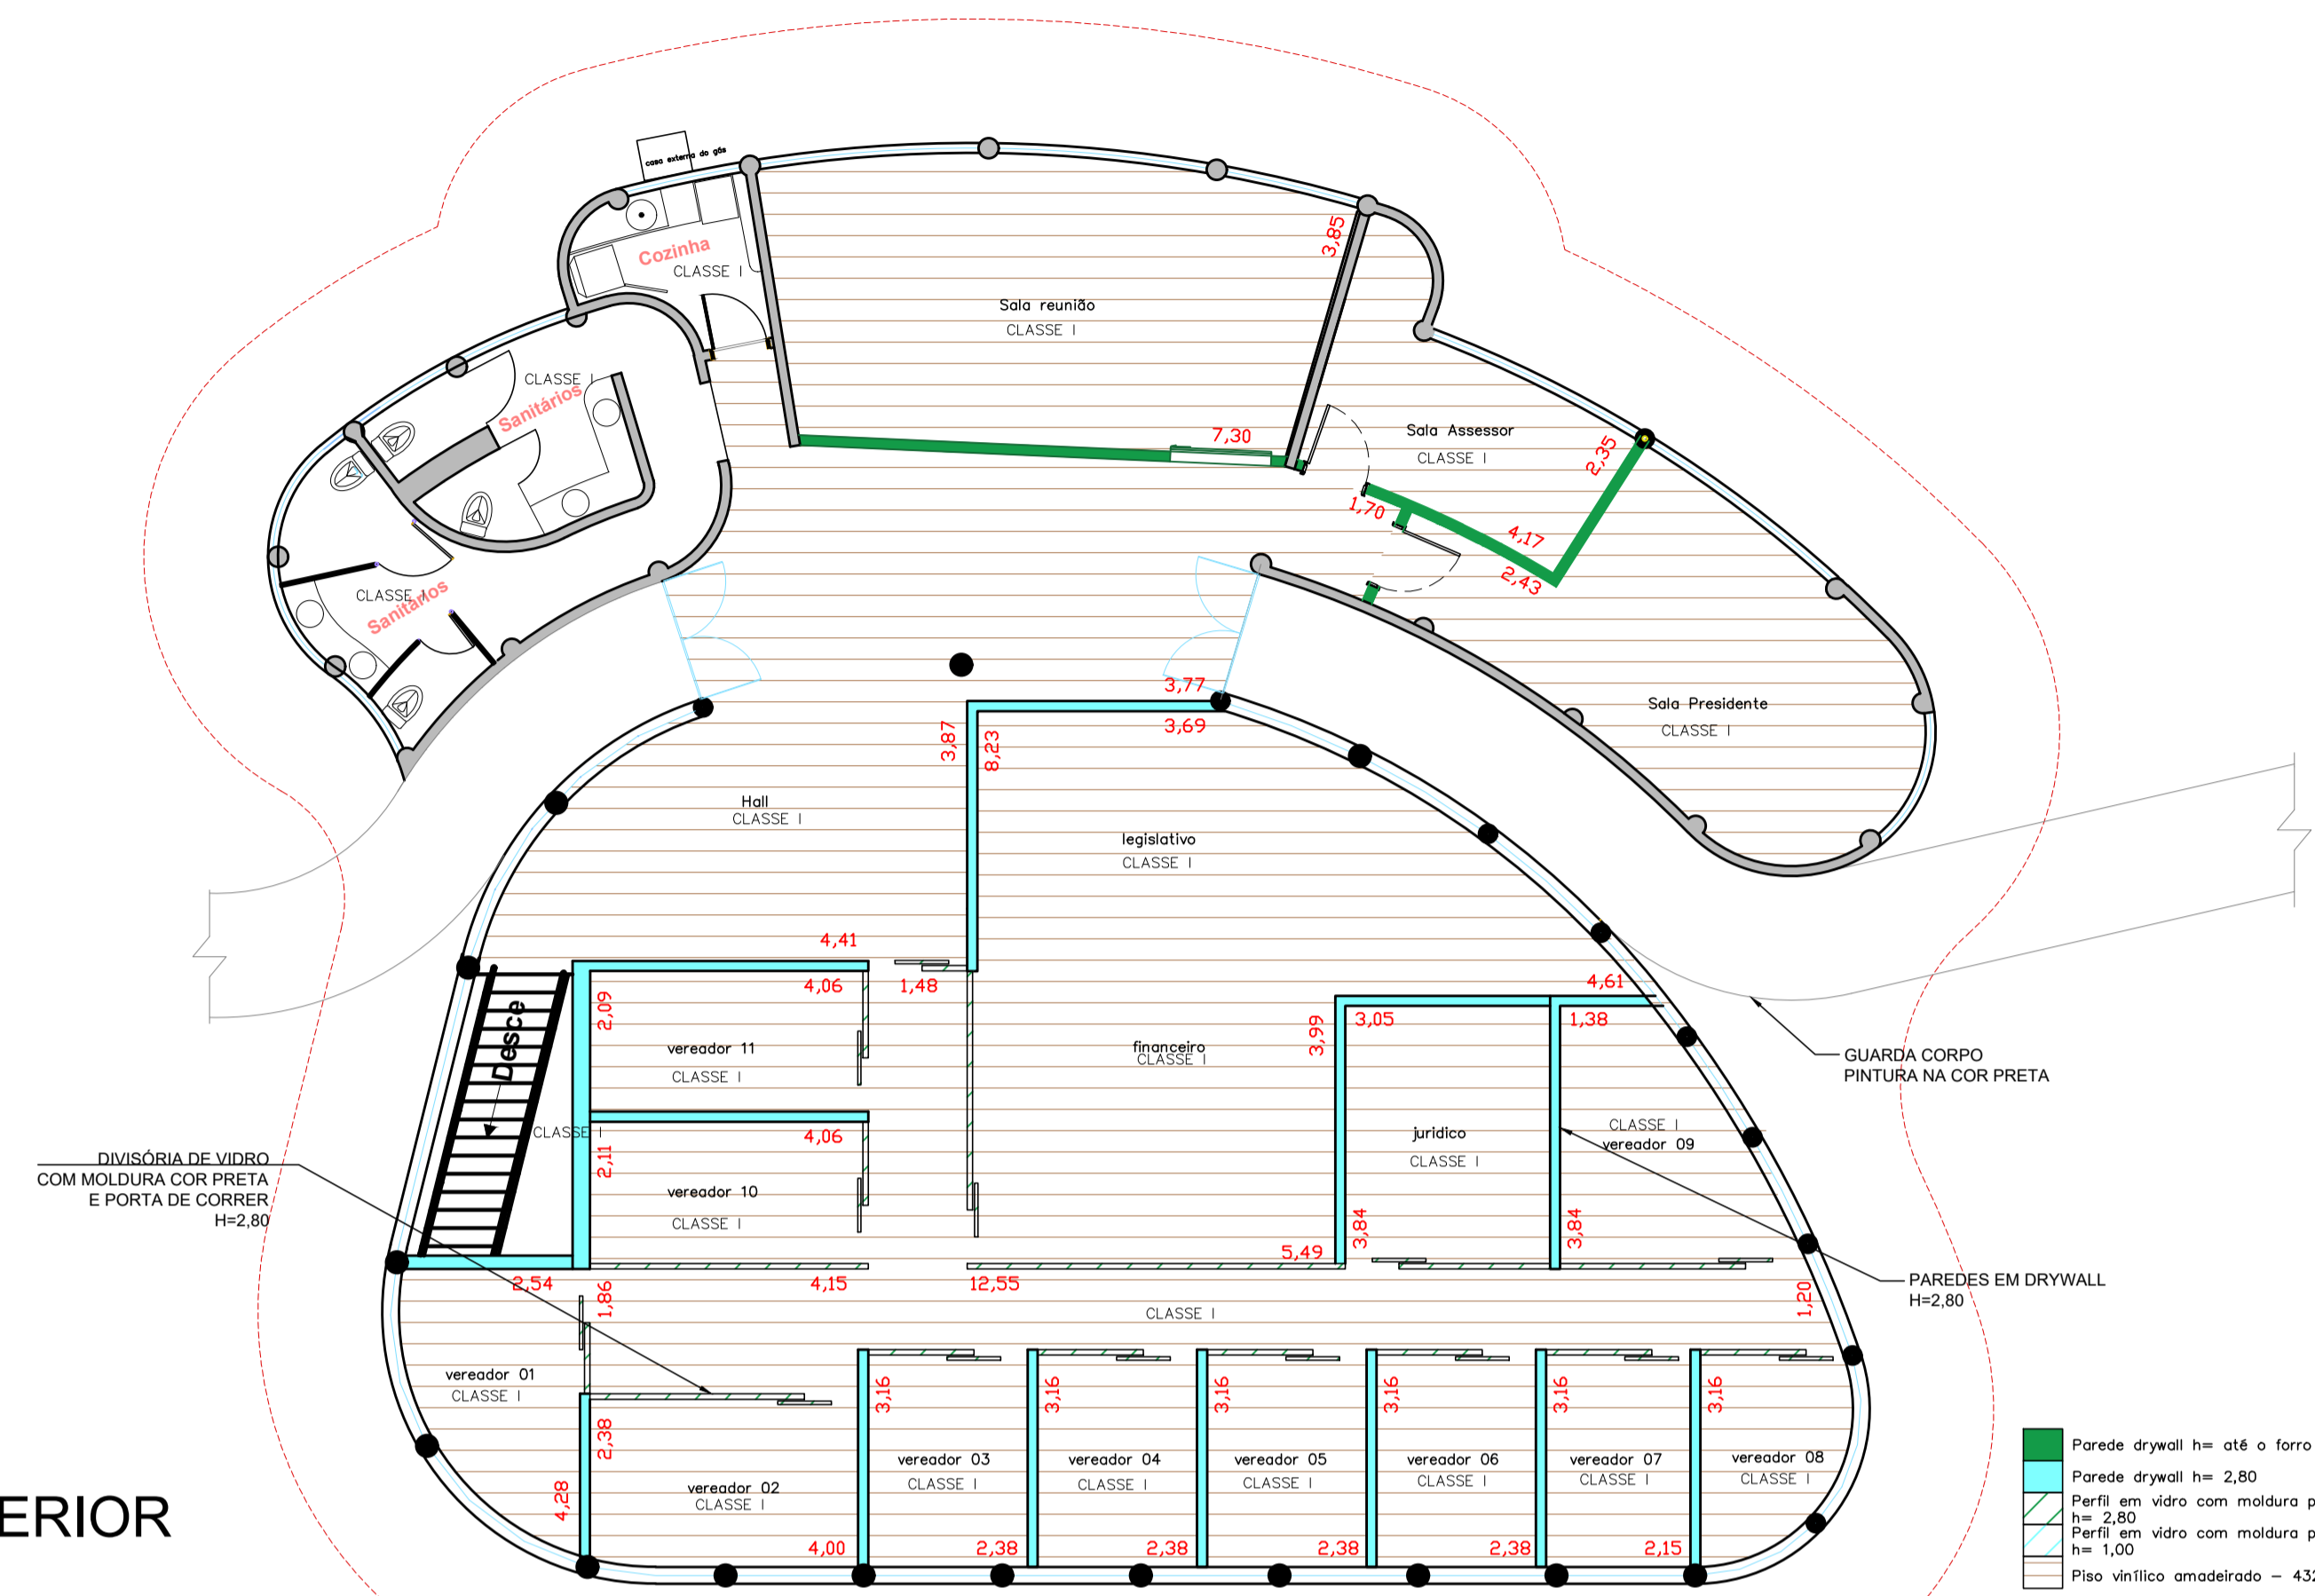 casa externa do gás
Cozinha
CLASSE I
3,85
Sala reunião
CLASSE I
CLASSE I
Sanitários
7,30
Sala Assessor
CLASSE I
2,35
1,70
4,17
2,43
CLASSE I
Sanitários
3,77
3,69
3,87
8,23
Sala Presidente
CLASSE I
Hall
CLASSE I
legislativo
CLASSE I
4,41
4,06
1,48
4,61
2,09
3,99
3,05
1,38
Desce
vereador 11
CLASSE I
financeiro
CLASSE I
GUARDA CORPO
PINTURA NA COR PRETA
CLASSE I
4,06
2,11
juridico
CLASSE I
CLASSE I
vereador 09
DIVISÓRIA DE VIDRO
COM MOLDURA COR PRETA
E PORTA DE CORRER
H=2,80
vereador 10
CLASSE I
3,84
3,84
5,49
2,54
4,15
12,55
1,86
1,20
PAREDES EM DRYWALL
H=2,80
CLASSE I
vereador 01
CLASSE I
3,16
3,16
3,16
3,16
3,16
3,16
2,38
4,28
vereador 02
CLASSE I
vereador 03
CLASSE I
vereador 04
CLASSE I
vereador 05
CLASSE I
vereador 06
CLASSE I
vereador 07
CLASSE I
vereador 08
CLASSE I
4,00
2,38
2,38
2,38
2,38
2,15
ERIOR
Parede drywall h= até o forro
Parede drywall h= 2,80
Perfil em vidro com moldura p
h= 2,80
Perfil em vidro com moldura p
h= 1,00
Piso vinílico amadeirado - 432